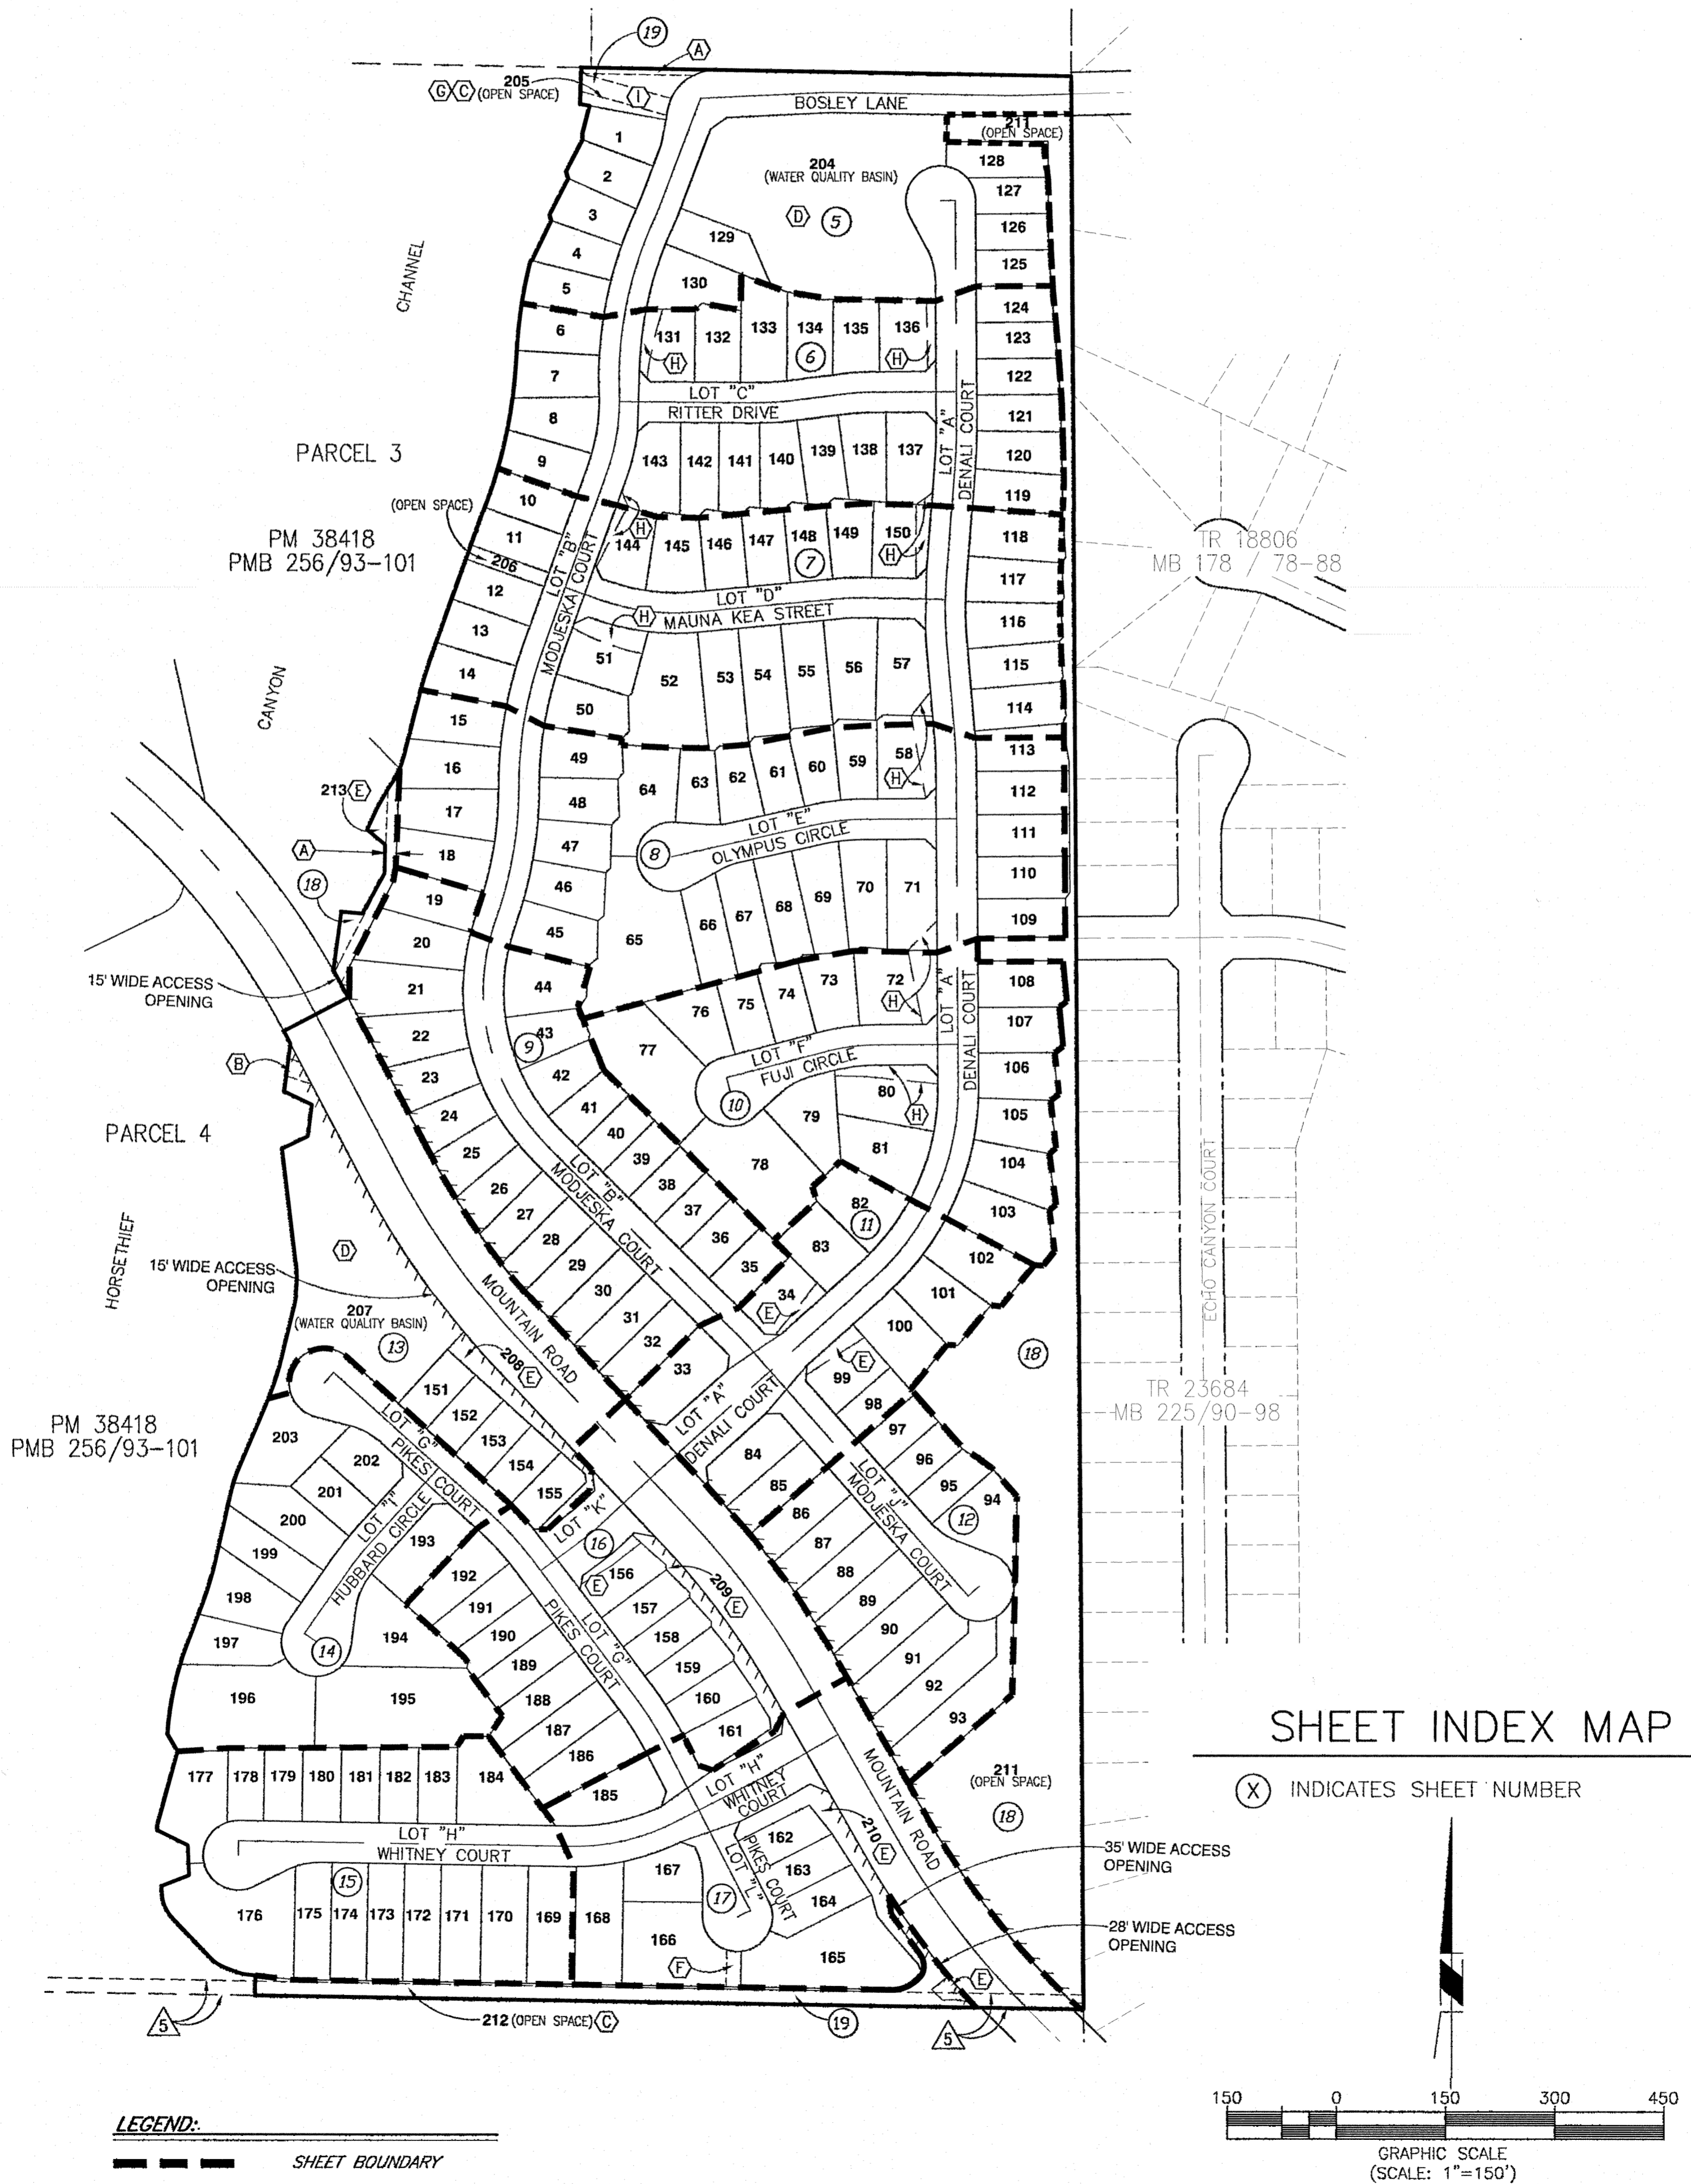 19
A
205
G C (OPEN SPACE)
I
BOSLEY LANE
211
(OPEN SPACE)
1
128
204
(WATER QUALITY BASIN)
2
127
D 5
3
126
129
4
125
CHANNEL
5
130
124
6
131
132
133
134
135
136
123
H
6
H
7
122
LOT "C"
RITTER DRIVE
8
121
LOT "A"
DENALI COURT
PARCEL 3
9
143
142
141
140
139
138
137
120
10
119
(OPEN SPACE)
H
11
144
145
146
147
148
149
150
118
PM 38418
PMB 256/93-101
7
H
TR 18806
MB 178 / 78-88
206
LOT "B"
MODJESKA COURT
12
117
LOT "D"
MAUNA KEA STREET
H
116
13
51
52
53
54
55
56
57
115
14
50
114
CANYON
15
49
113
16
64
63
62
61
60
59
58
H
112
213 E
17
48
LOT "E"
OLYMPUS CIRCLE
111
A
18
47
8
110
18
46
19
65
66
67
68
69
70
71
109
20
45
15' WIDE ACCESS
OPENING
21
44
76
75
74
73
72
108
H
LOT "A"
DENALI COURT
22
43
107
9
77
LOT "F"
FUJI CIRCLE
B
23
42
106
10
80
H
24
41
79
105
PARCEL 4
25
40
81
39
78
104
26
LOT "B"
MODJESKA COURT
38
82
103
27
37
11
ECHO CANYON COURT
HORSETHIEF
D
28
36
83
102
15' WIDE ACCESS
OPENING
29
35
101
30
34
E
207
(WATER QUALITY BASIN)
MOUNTAIN ROAD
31
100
13
32
18
208 E
33
E
99
151
98
TR 23684
MB 225/90-98
LOT "A"
DENALI COURT
152
97
PM 38418
PMB 256/93-101
203
LOT "G"
PIKES COURT
153
84
96
202
154
85
95
94
201
155
LOT "J"
MODJESKA COURT
12
200
LOT "I"
HUBBARD CIRCLE
193
LOT "K"
86
16
87
199
192
156
E
209 E
88
198
191
157
89
190
PIKES COURT
LOT "G"
158
90
197
14
194
189
159
91
196
195
188
160
92
187
161
93
SHEET INDEX MAP
186
177
178
179
180
181
182
183
184
LOT "H"
WHITNEY
COURT
211
(OPEN SPACE)
X INDICATES SHEET NUMBER
185
MOUNTAIN ROAD
18
LOT "H"
WHITNEY COURT
162
210 E
PIKES COURT
LOT "L"
35' WIDE ACCESS
OPENING
167
163
15
17
164
176
175
174
173
172
171
170
169
168
166
28' WIDE ACCESS
OPENING
165
F
E
5
212 (OPEN SPACE) C
19
5
150 0 150 300 450
GRAPHIC SCALE
(SCALE: 1"=150')
LEGEND:
SHEET BOUNDARY